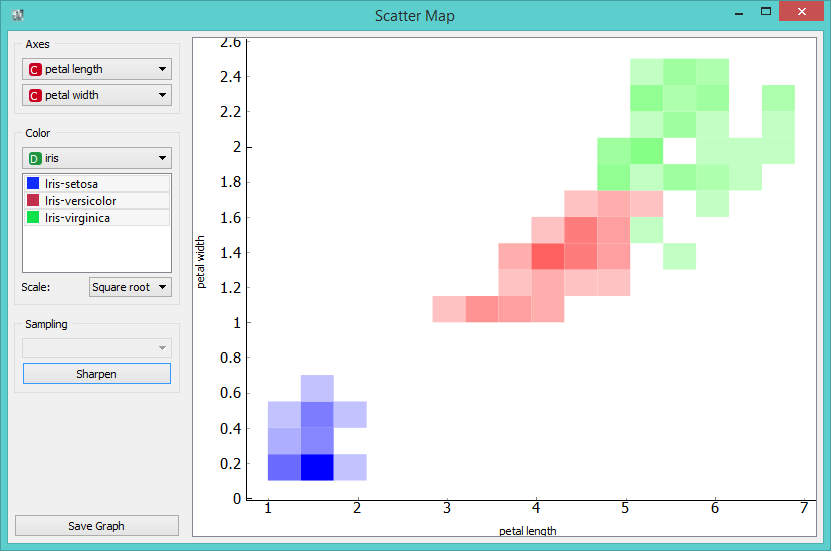 Scatter Map
Axes
C petal length
C petal width
Color
D iris
Iris-setosa
Iris-versicolor
Iris-virginica
Scale: Square root
Sampling
Sharpen
Save Graph
petal width
2.6
2.4
2.2
2
1.8
1.6
1.4
1.2
1
0.8
0.6
0.4
0.2
0
1 2 3 4 5 6 7
petal length